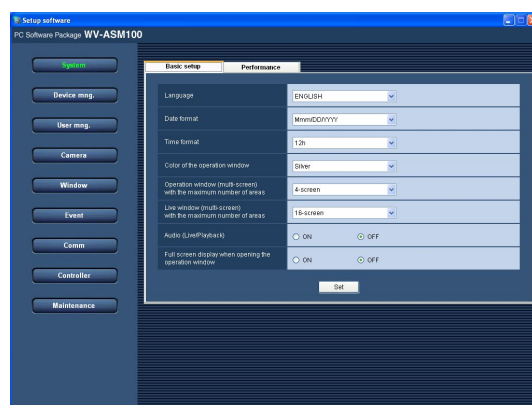 Setup software
PC Software Package WV-ASM100
System
Device mng.
User mng.
Camera
Window
Event
Comm
Controller
Maintenance
Basic setup
Performance
Language
ENGLISH
Date format
Mmm/DD/YYYY
Time format
12h
Color of the operation window
Silver
Operation window (multi-screen)
with the maximum number of areas
4-screen
Live window (multi-screen)
with the maximum number of areas
16-screen
Audio (Live/Playback)
ON
OFF
Full screen display when opening the
operation window
ON
OFF
Set